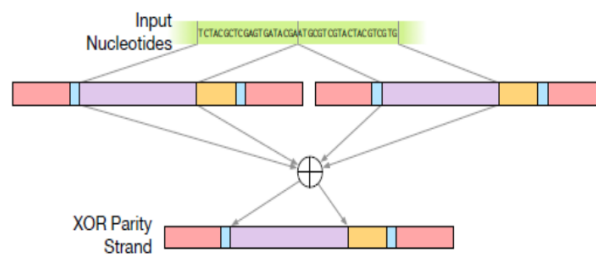 Input
Nucleotides
TCTACGCTCGAGTGATACGAATGCGTCGTACTACGTCGTG
XOR Parity
Strand